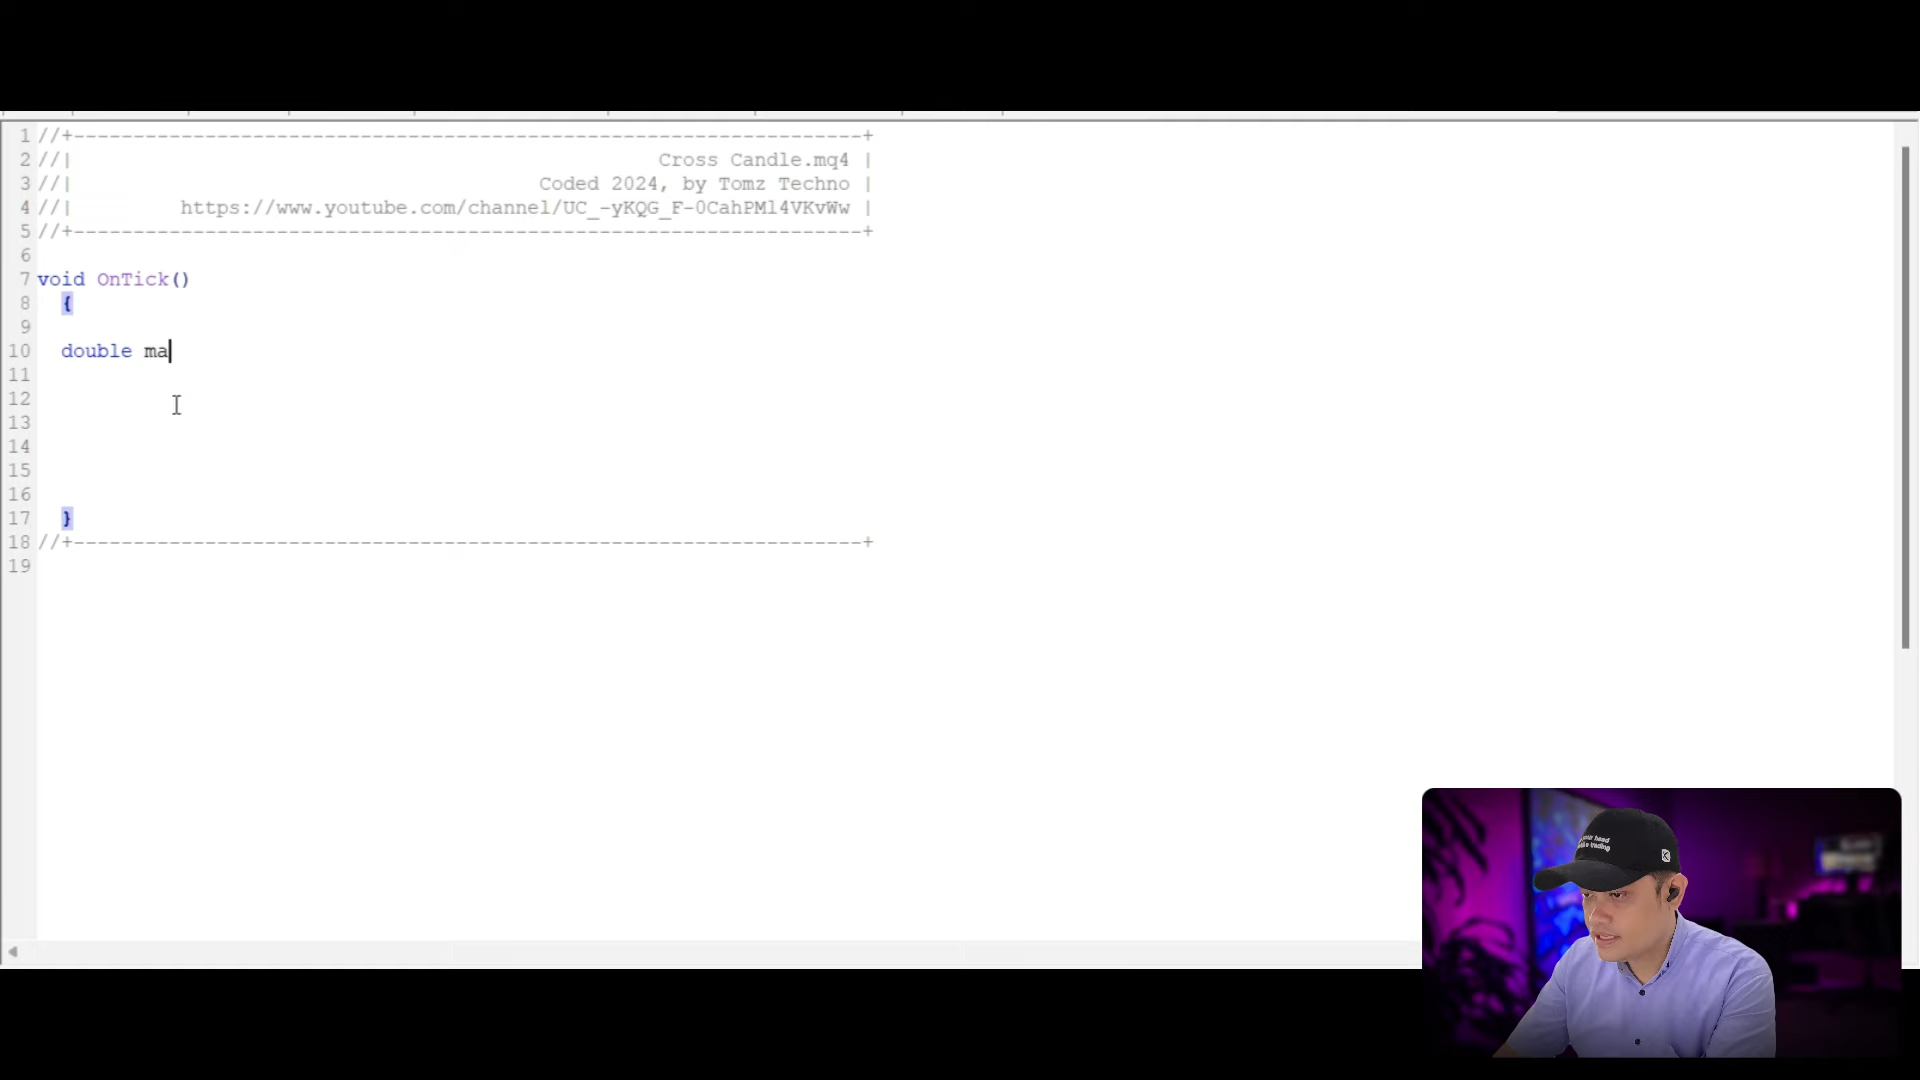 1 //+------------------------------------------------------------------+
2 //| Cross Candle.mq4 |
3 //| Coded 2024, by Tomz Techno |
4 //| https://www.youtube.com/channel/UC_-yKQG_F-0CahPMl4VKvWw |
5 //+------------------------------------------------------------------+
6
7 void OnTick()
8 {
9
10 double ma
11
12
13
14
15
16
17 }
18 //+------------------------------------------------------------------+
19